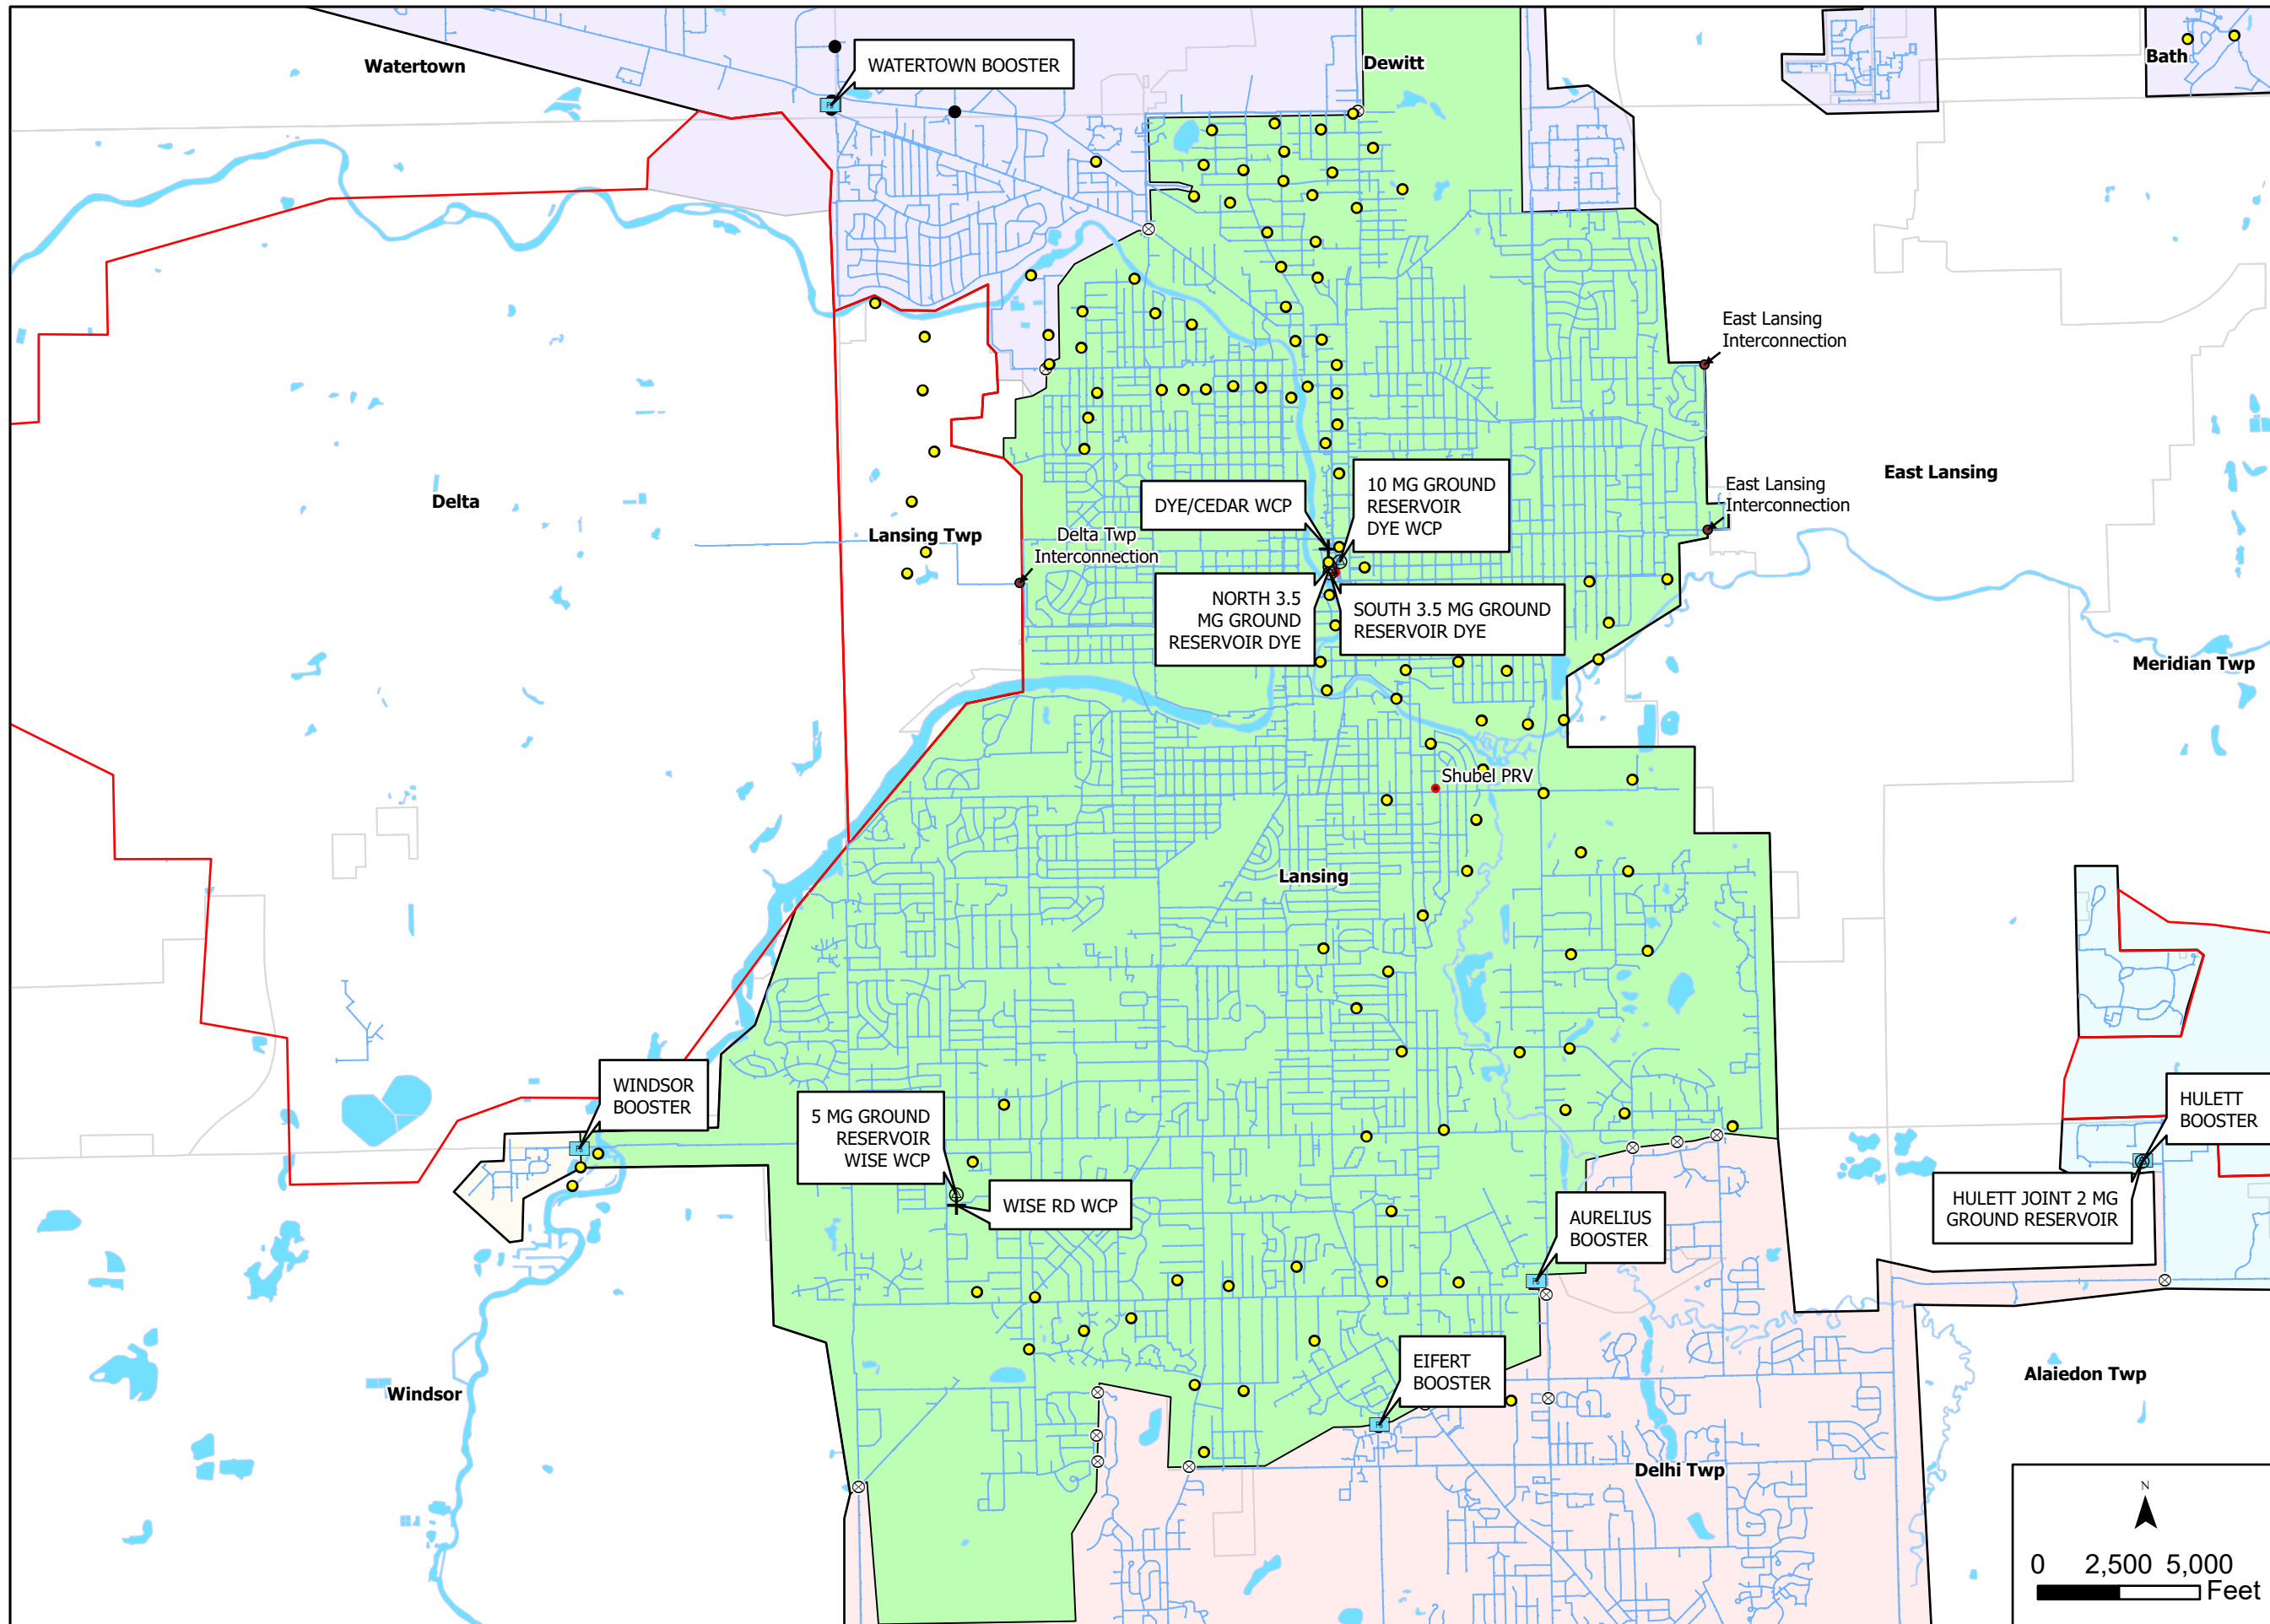 Watertown
WATERTOWN BOOSTER
Dewitt
Bath
East Lansing
Interconnection
East Lansing
East Lansing
Interconnection
Delta
DYE/CEDAR WCP
10 MG GROUND
RESERVOIR
DYE WCP
Lansing Twp
Delta Twp
Interconnection
NORTH 3.5
MG GROUND
RESERVOIR DYE
SOUTH 3.5 MG GROUND
RESERVOIR DYE
Meridian Twp
Shubel PRV
Lansing
WINDSOR
BOOSTER
5 MG GROUND
RESERVOIR
WISE WCP
WISE RD WCP
HULETT
BOOSTER
HULETT JOINT 2 MG
GROUND RESERVOIR
AURELIUS
BOOSTER
EIFERT
BOOSTER
Windsor
Alaiedon Twp
Delhi Twp
N
0 2,500 5,000
Feet